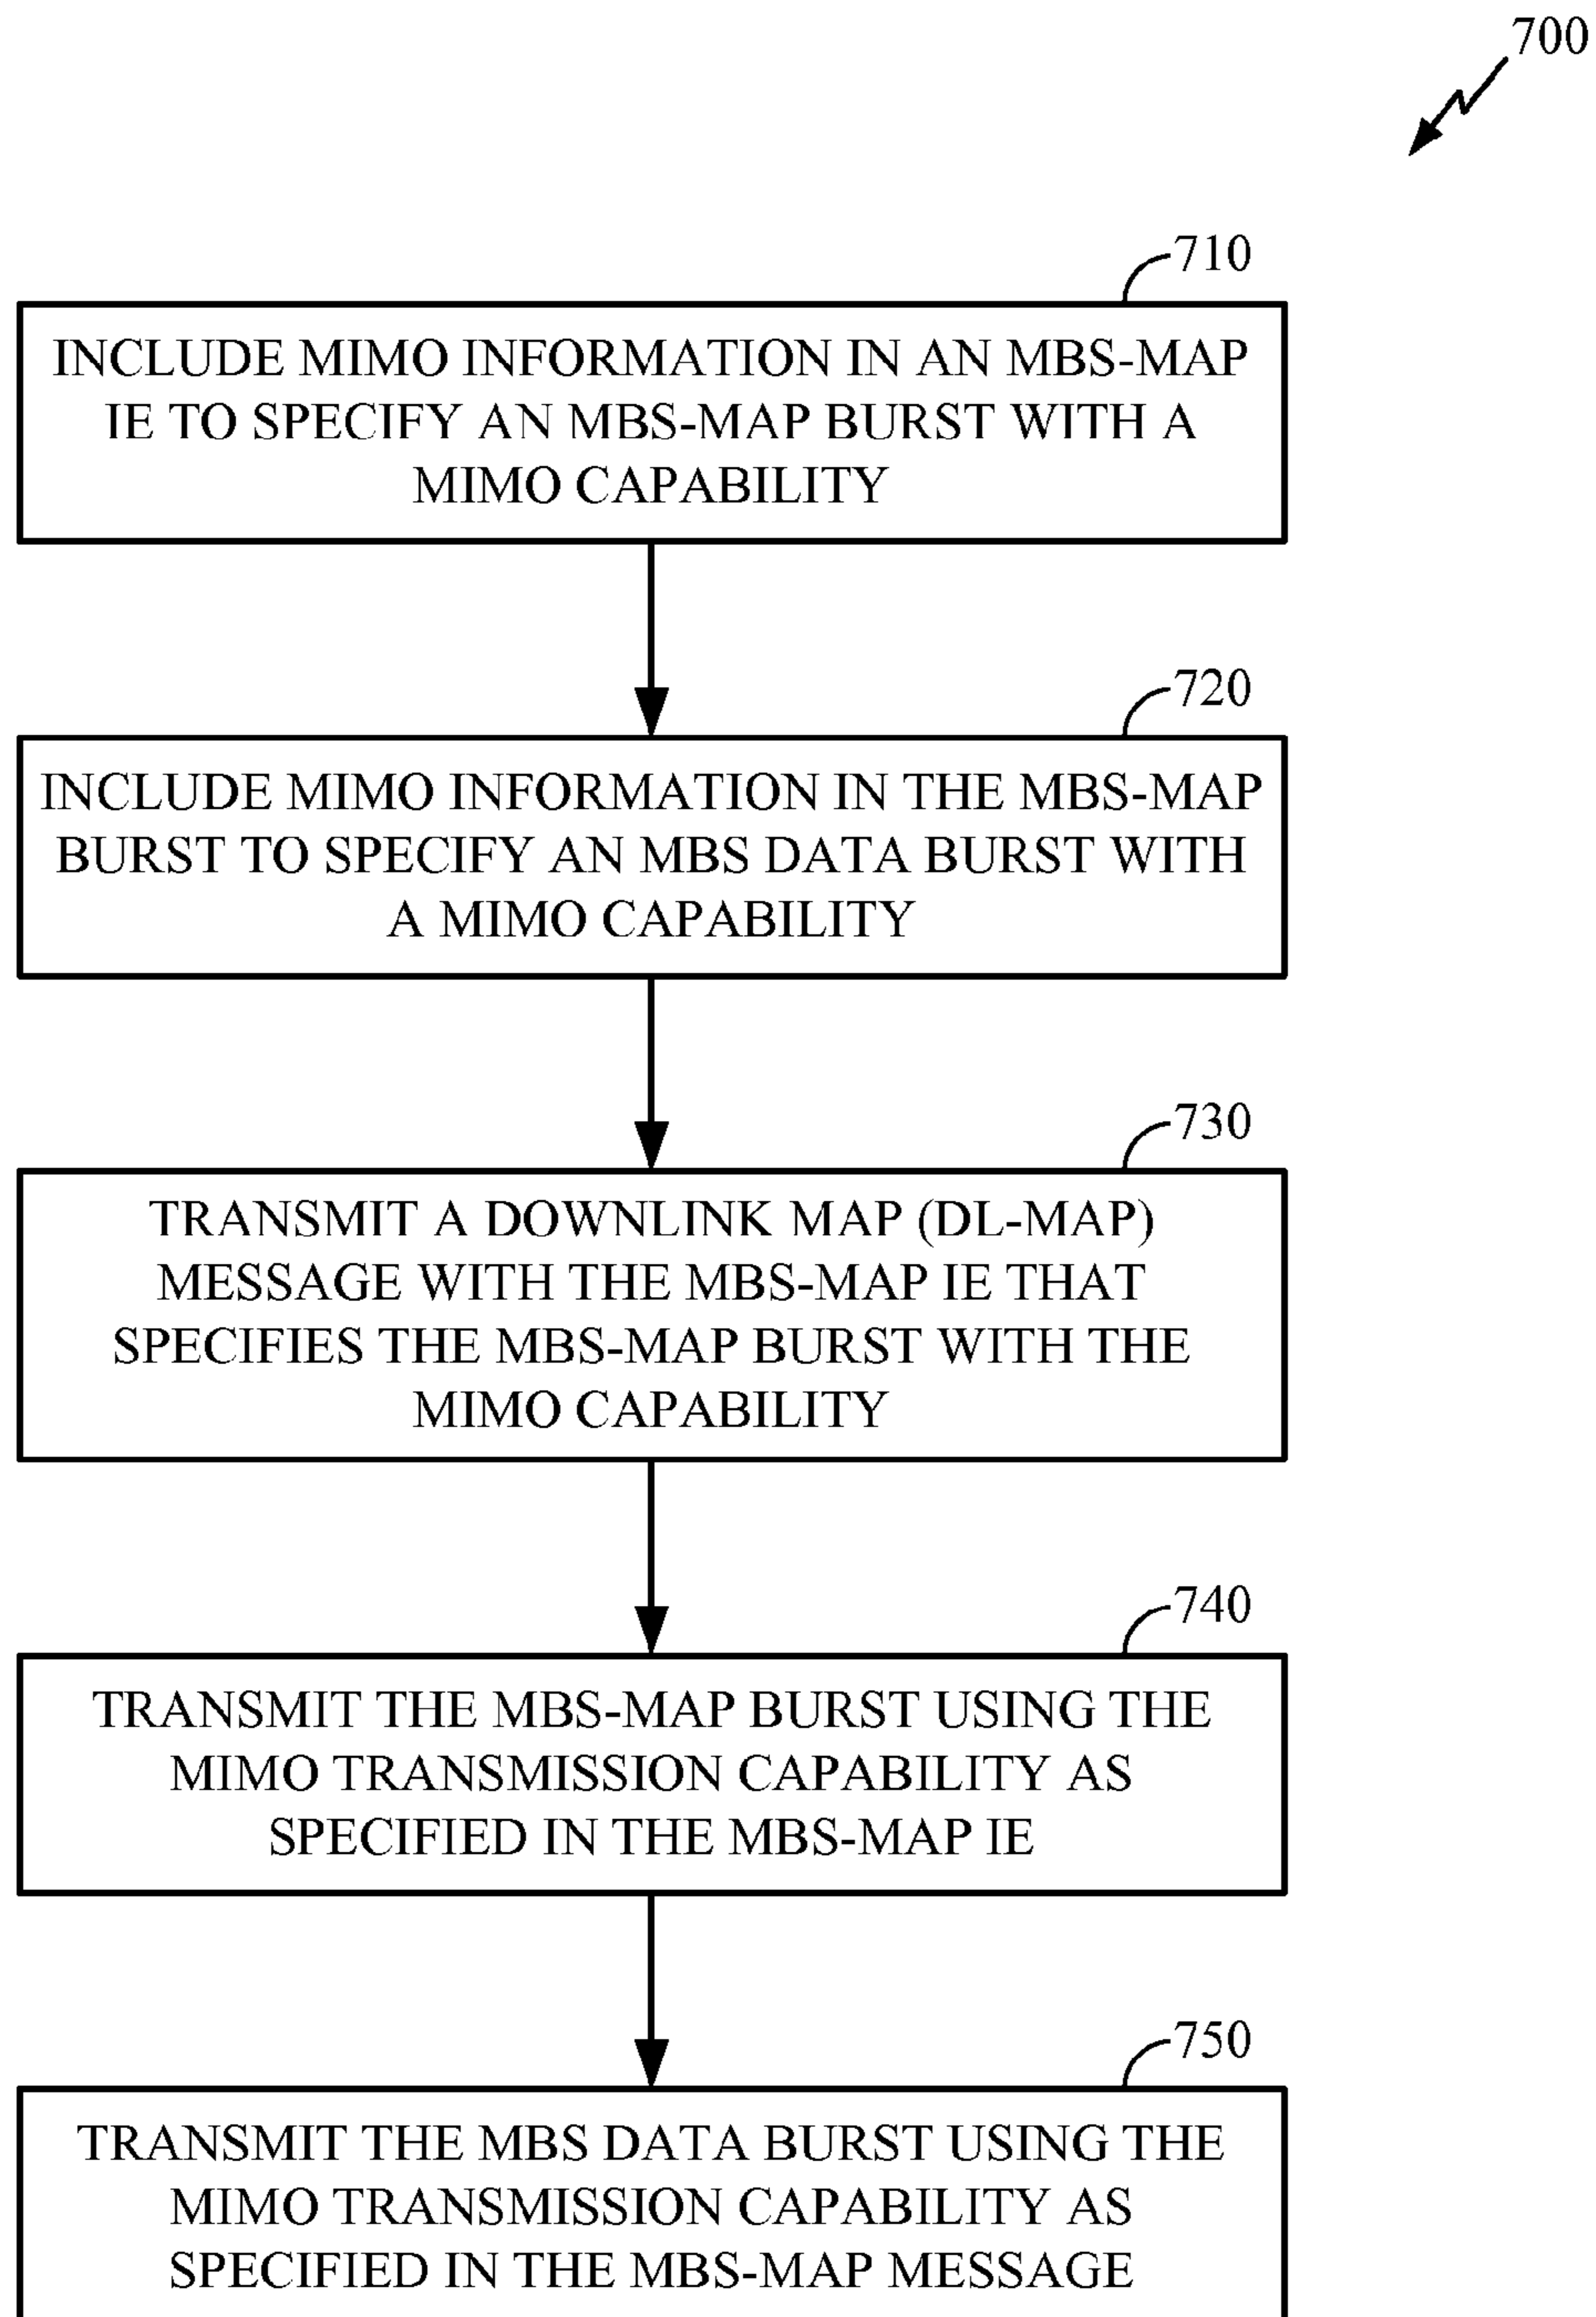 700
710
INCLUDE MIMO INFORMATION IN AN MBS-MAP
IE TO SPECIFY AN MBS-MAP BURST WITH A
MIMO CAPABILITY
720
INCLUDE MIMO INFORMATION IN THE MBS-MAP
BURST TO SPECIFY AN MBS DATA BURST WITH
A MIMO CAPABILITY
730
TRANSMIT A DOWNLINK MAP (DL-MAP)
MESSAGE WITH THE MBS-MAP IE THAT
SPECIFIES THE MBS-MAP BURST WITH THE
MIMO CAPABILITY
740
TRANSMIT THE MBS-MAP BURST USING THE
MIMO TRANSMISSION CAPABILITY AS
SPECIFIED IN THE MBS-MAP IE
750
TRANSMIT THE MBS DATA BURST USING THE
MIMO TRANSMISSION CAPABILITY AS
SPECIFIED IN THE MBS-MAP MESSAGE